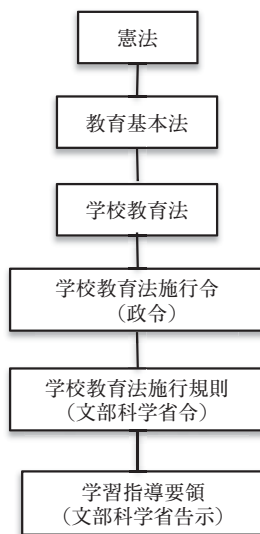 憲法
教育基本法
学校教育法
学校教育法施行令
（政令）
学校教育法施行規則
（文部科学省令）
学習指導要領
（文部科学省告示）